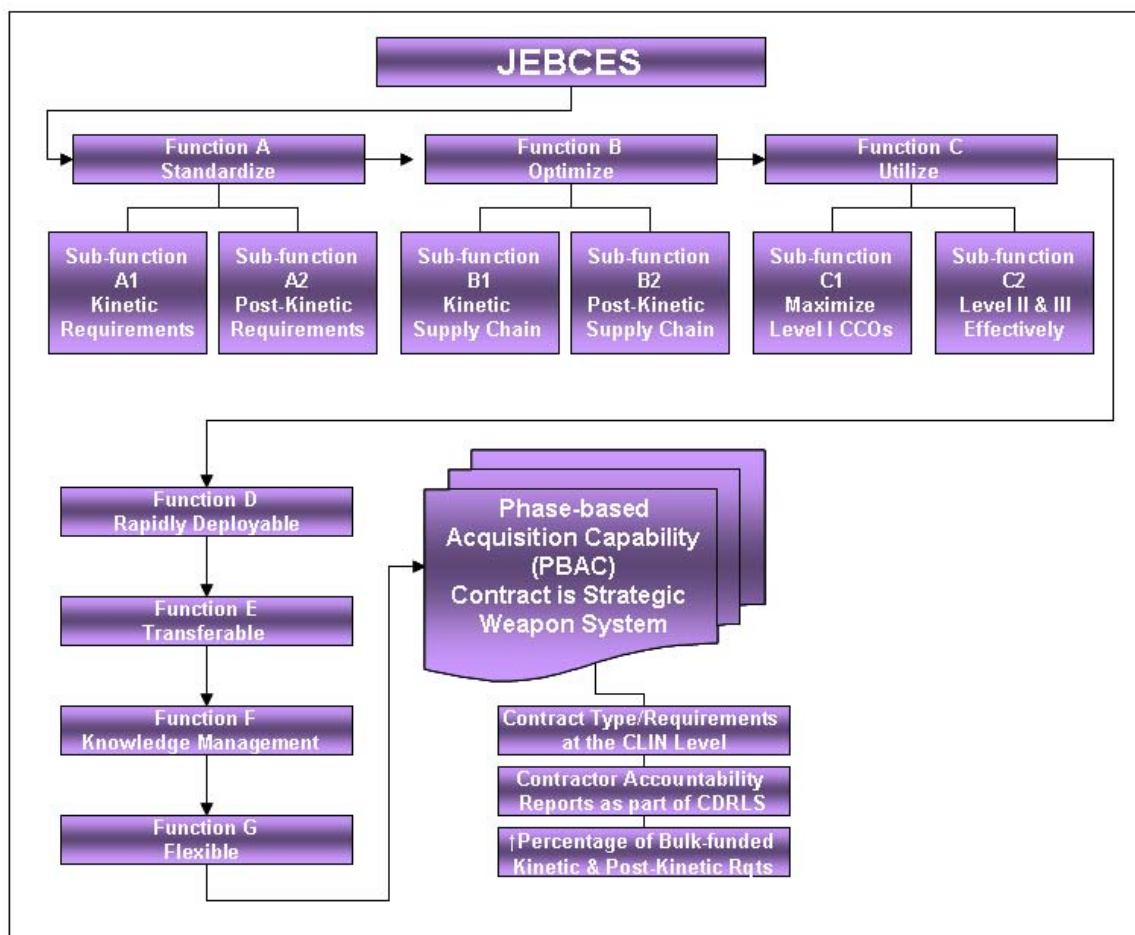 JEBCES
Function A
Standardize
Function B
Optimize
Function C
Utilize
Sub-function
A1
Kinetic
Requirements
Sub-function
A2
Post-Kinetic
Requirements
Sub-function
B1
Kinetic
Supply Chain
Sub-function
B2
Post-Kinetic
Supply Chain
Sub-function
C1
Maximize
Level I CCOs
Sub-function
C2
Level II & III
Effectively
Function D
Rapidly Deployable
Function E
Transferable
Function F
Knowledge Management
Function G
Flexible
Phase-based
Acquisition Capability
(PBAC)
Contract is Strategic
Weapon System
Contract Type/Requirements
at the CLIN Level
Contractor Accountability
Reports as part of CDRLS
†Percentage of Bulk-funded
Kinetic & Post-Kinetic Rqts